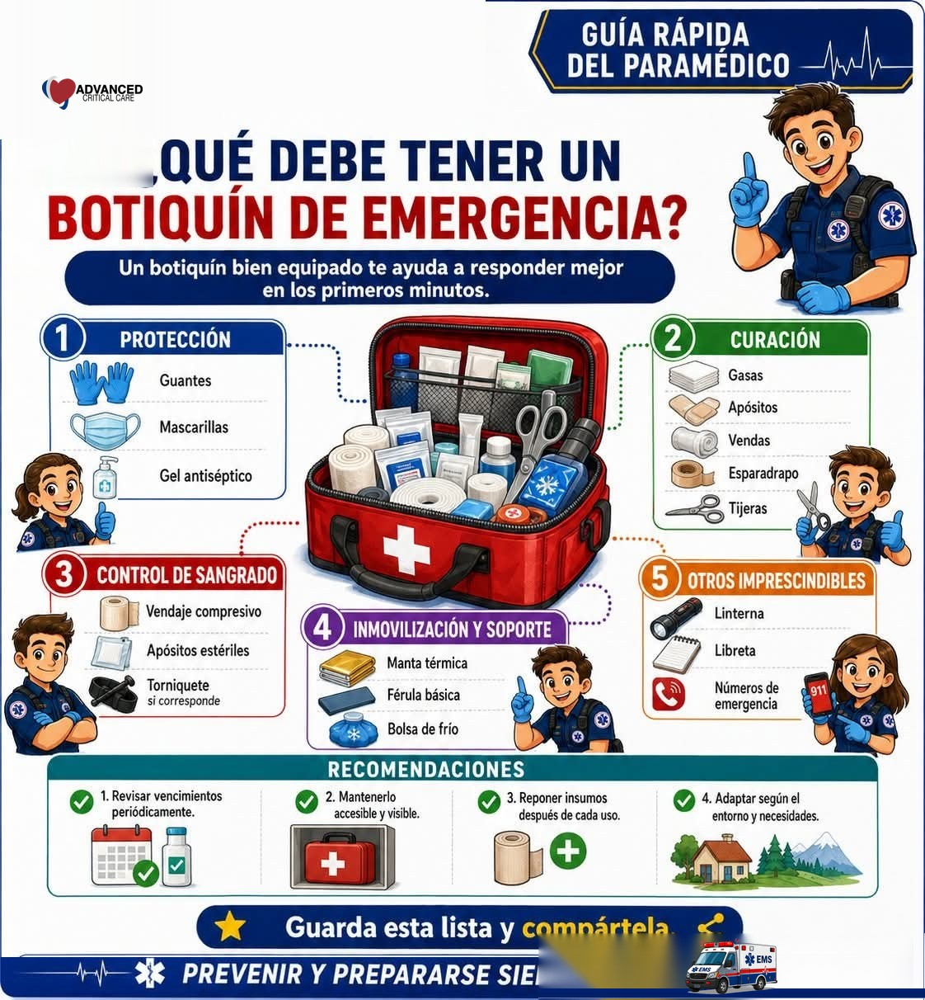 GUÍA RÁPIDA
DEL PARAMÉDICO
ADVANCED
CRITICAL CARE
¿QUÉ DEBE TENER UN
BOTIQUÍN DE EMERGENCIA?
Un botiquín bien equipado te ayuda a responder mejor
en los primeros minutos.
1 PROTECCIÓN
Guantes
Mascarillas
Gel antiséptico
2 CURACIÓN
Gasas
Apósitos
Vendas
Esparadrapo
Tijeras
3 CONTROL DE SANGRADO
Vendaje compresivo
Apósitos estériles
Torniquete
si corresponde
4 INMOVILIZACIÓN Y SOPORTE
Manta térmica
Férula básica
Bolsa de frío
5 OTROS IMPRESCINDIBLES
Linterna
Libreta
Números de
emergencia
911
RECOMENDACIONES
1. Revisar vencimientos
periódicamente.
2. Mantenerlo
accesible y visible.
3. Reponer insumos
después de cada uso.
4. Adaptar según el
entorno y necesidades.
Guarda esta lista y compártela.
PREVENIR Y PREPARARSE
EMS
EMS